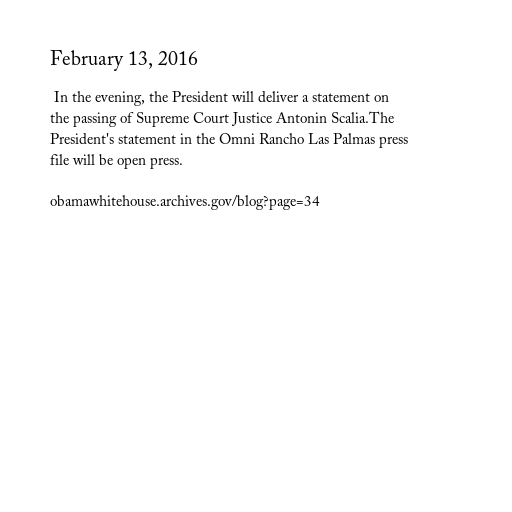 February 13, 2016
In the evening, the President will deliver a statement on
the passing of Supreme Court Justice Antonin Scalia.The
President's statement in the Omni Rancho Las Palmas press
file will be open press.
obamawhitehouse.archives.gov/blog?page=34